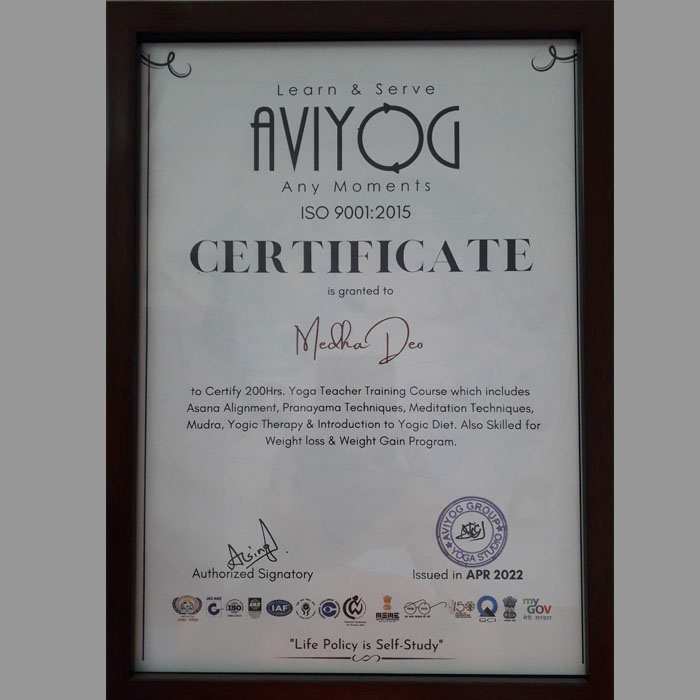 Learn & Serve
AVIYOG
Any Moments
ISO 9001:2015
CERTIFICATE
is granted to
Medha Deo
to Certify 200Hrs. Yoga Teacher Training Course which includes
Asana Alignment, Pranayama Techniques, Meditation Techniques,
Mudra, Yogic Therapy & Introduction to Yogic Diet. Also Skilled for
Weight loss & Weight Gain Program.
AVIYOG GROUP
YOGA STUDIO
Authorized Signatory
Issued in APR 2022
ISO
IAF
MSME
QCI
my
GOV
मेरी सरकार
"Life Policy is Self-Study"